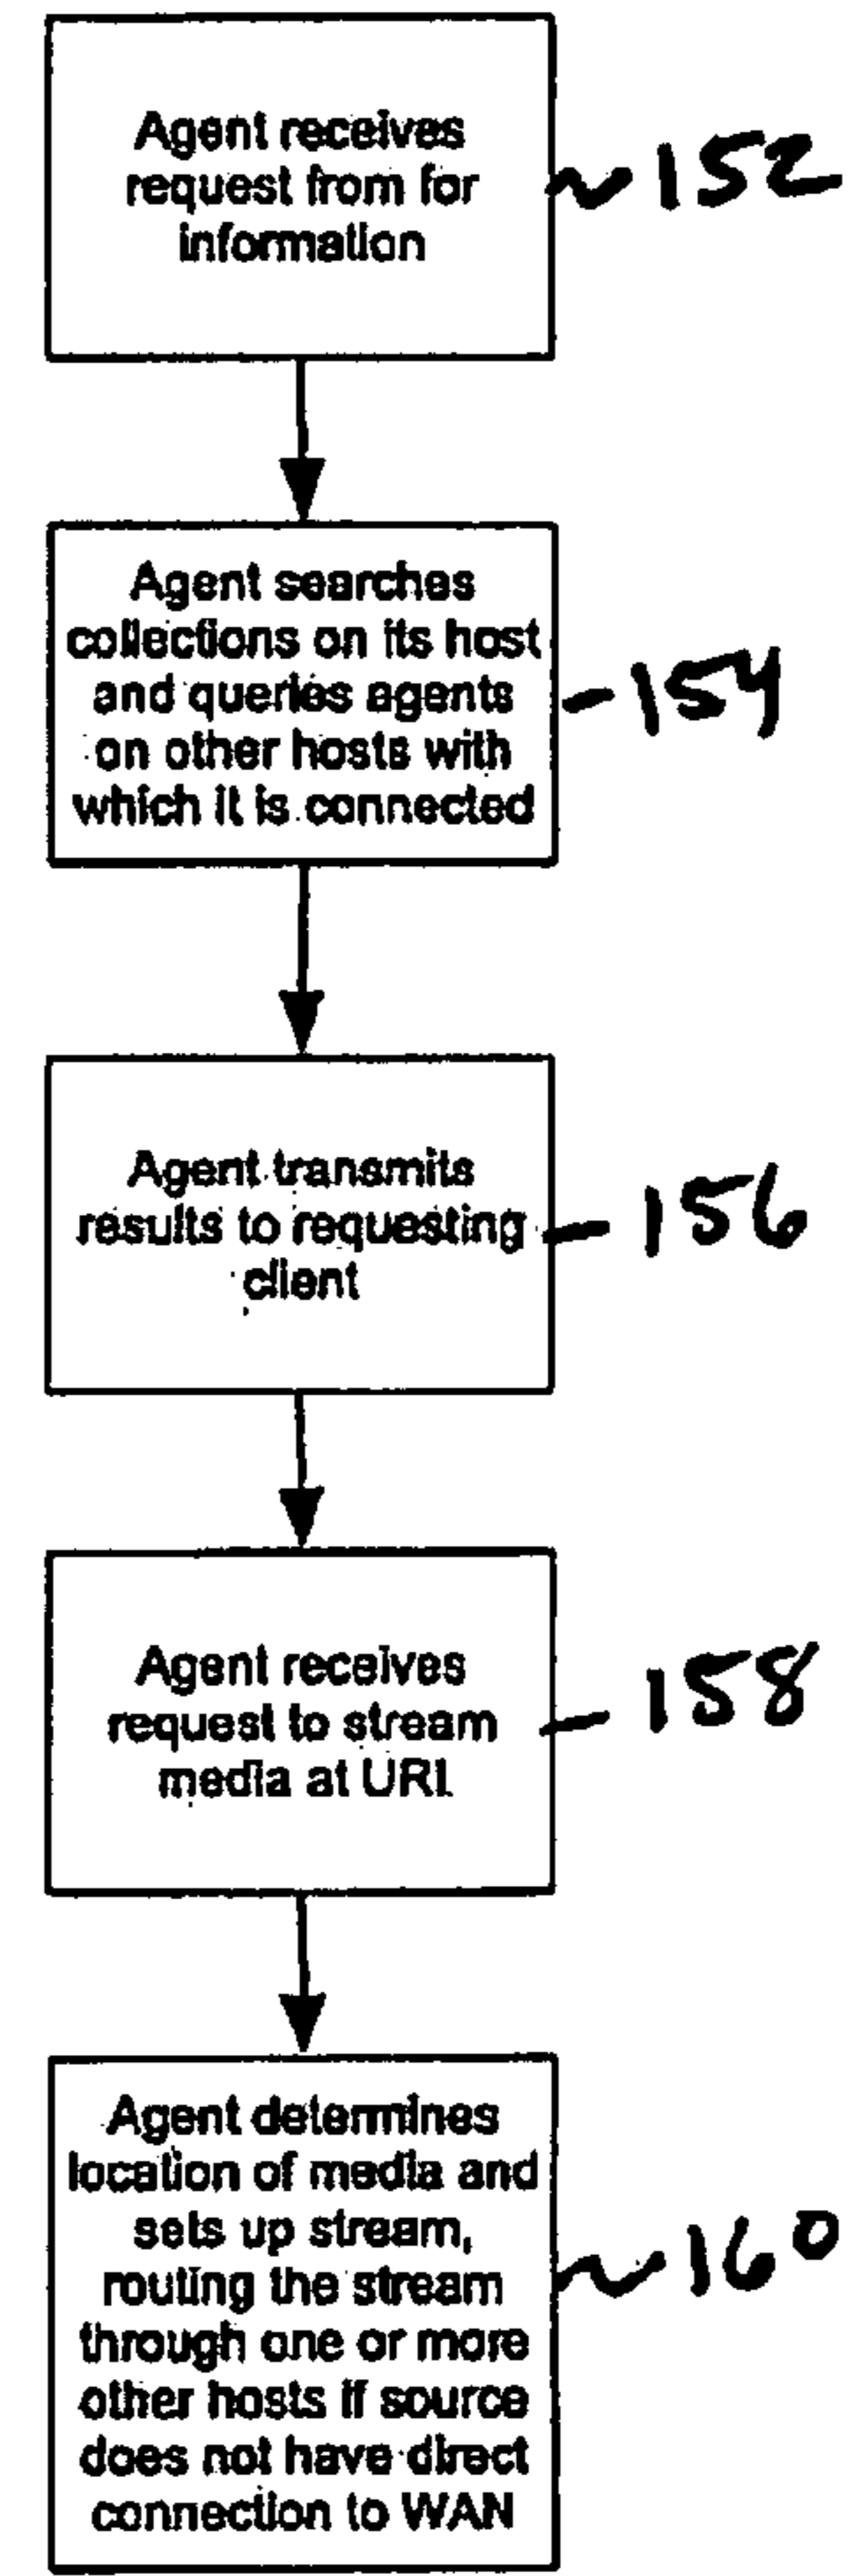 Agent receives
request from for
information
152
Agent searches
collections on its host
and queries agents
on other hosts with
which it is connected
154
Agent transmits
results to requesting
client
156
Agent receives
request to stream
media at URI.
158
Agent determines
location of media and
sets up stream,
routing the stream
through one or more
other hosts if source
does not have direct
connection to WAN
160